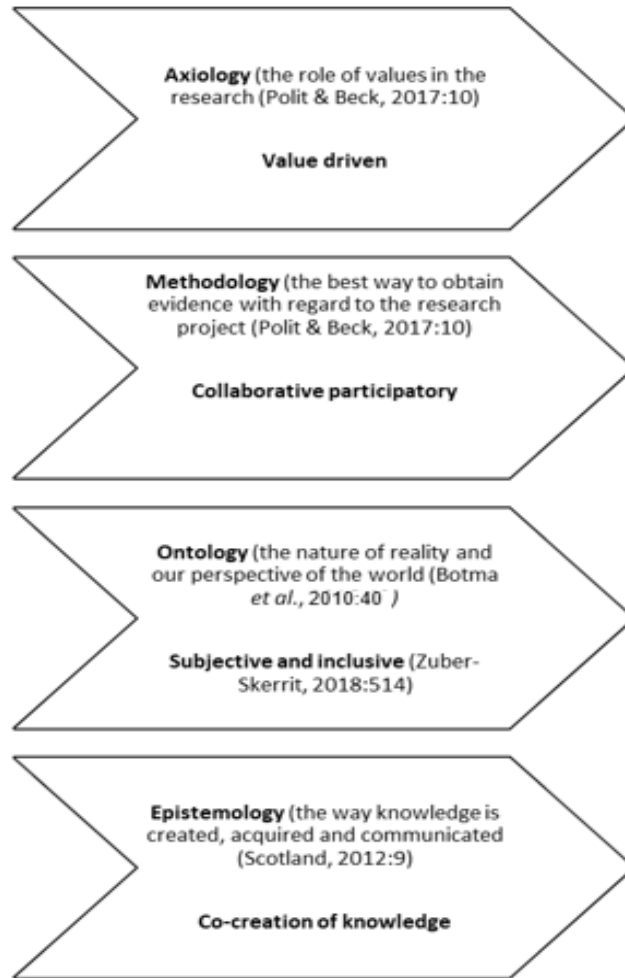 Axiology (the role of values in the
research (Polit & Beck, 2017:10)
Value driven
Methodology (the best way to obtain
evidence with regard to the research
project (Polit & Beck, 2017:10)
Collaborative participatory
Ontology (the nature of reality and
our perspective of the world (Botma
et al., 2010:40 )
Subjective and inclusive (Zuber-
Skerrit, 2018:514)
Epistemology (the way knowledge is
created, acquired and communicated
(Scotland, 2012:9)
Co-creation of knowledge